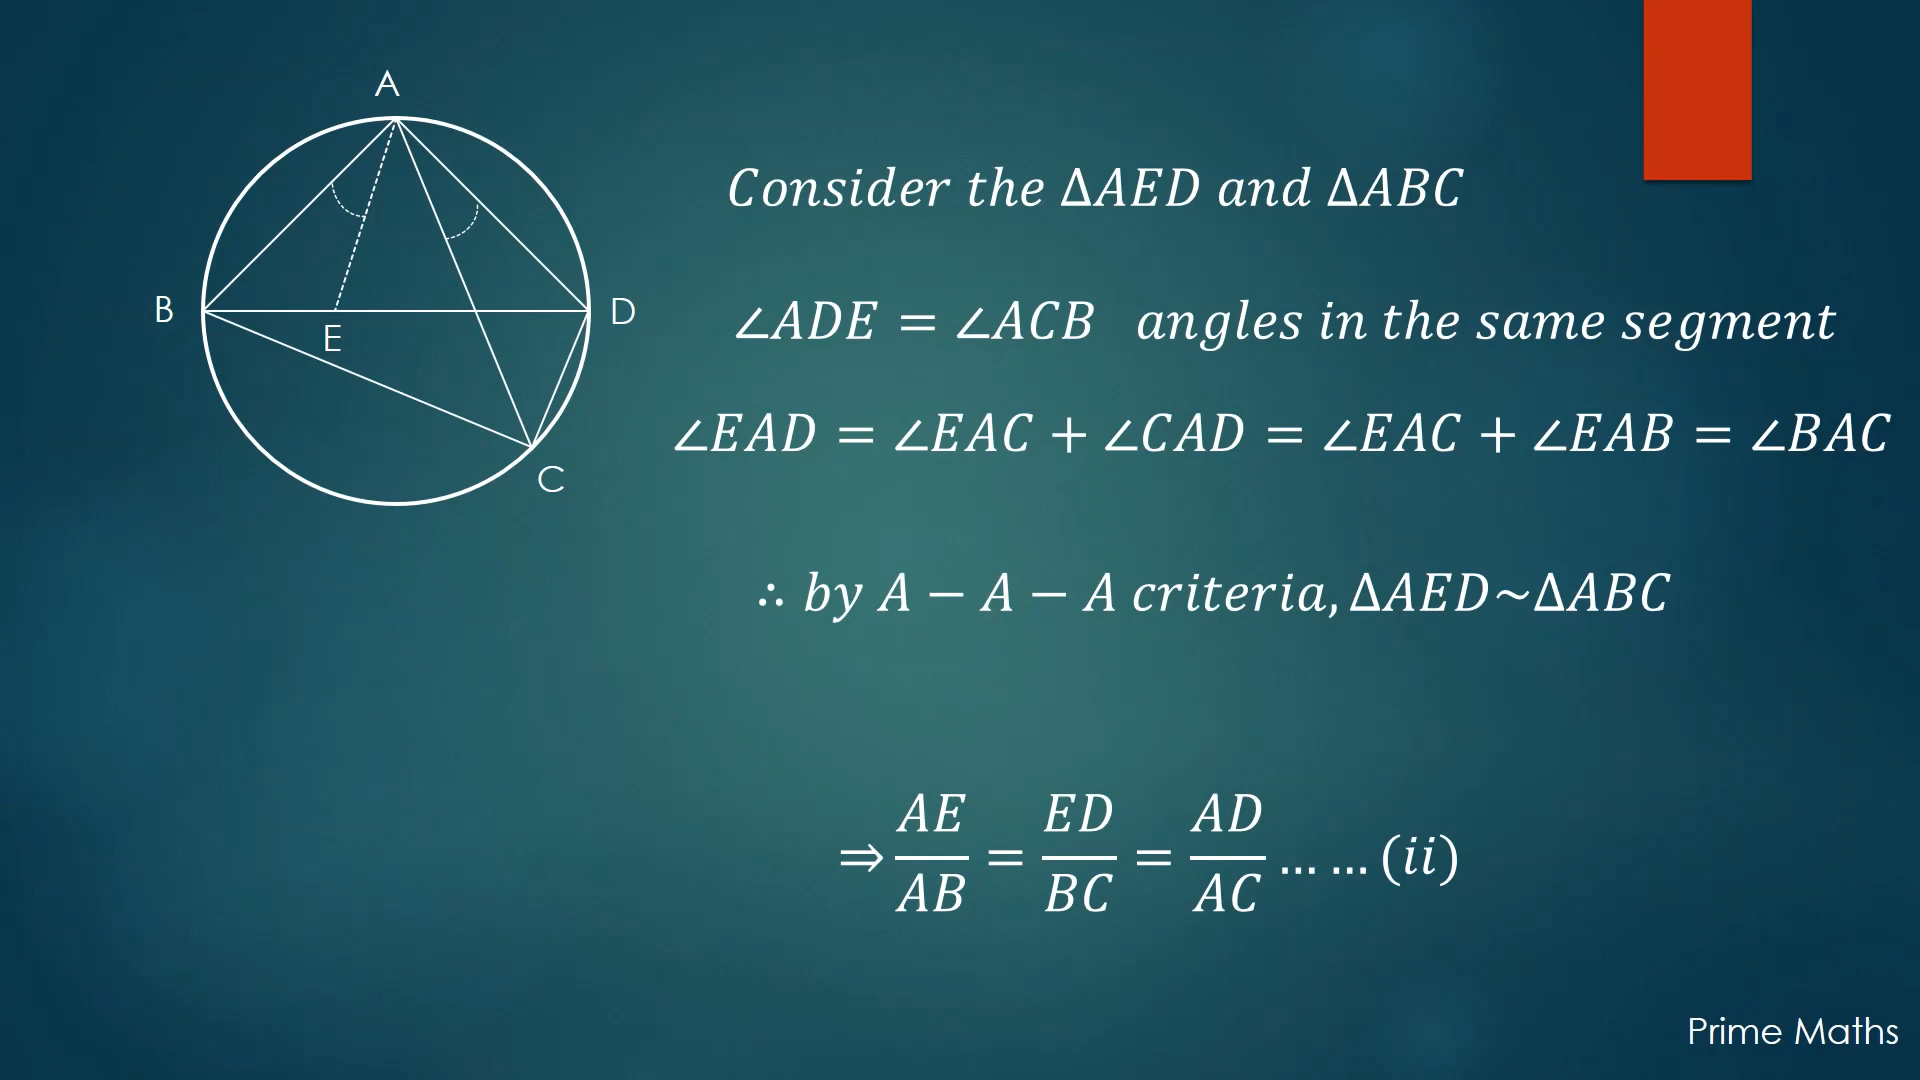 A
B
E
D
C
Consider the ΔAED and ΔABC
∠ADE = ∠ACB angles in the same segment
∠EAD = ∠EAC + ∠CAD = ∠EAC + ∠EAB = ∠BAC
∴ by A − A − A criteria, ΔAED~ΔABC
⇒ AE/AB = ED/BC = AD/AC … … (ii)
Prime Maths